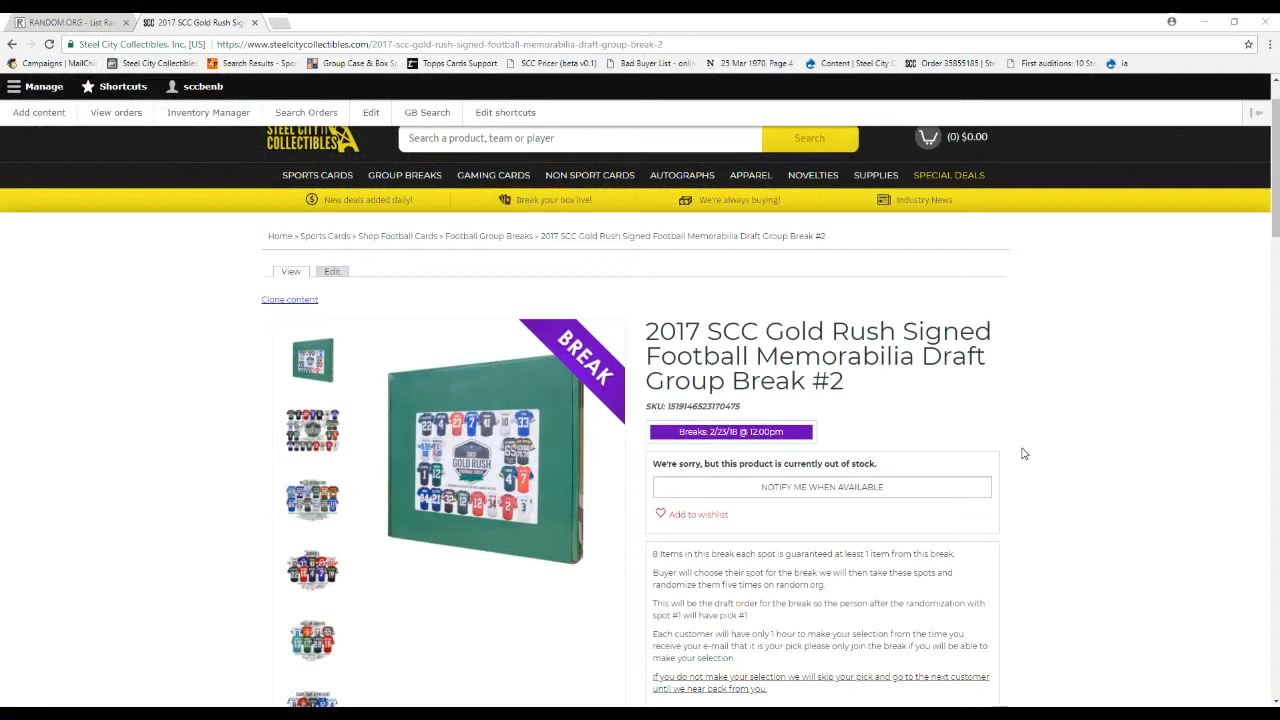 RANDOM.ORG - List Ra
SCC 2017 SCC Gold Rush Sig
Steel City Collectibles, Inc. [US] https://www.steelcitycollectibles.com/2017-scc-gold-rush-signed-football-memorabilia-draft-group-break-2
Campaigns | MailChi Steel City Collectible Search Results - Spo Group Case & Box S Topps Cards Support SCC Pricer (beta v0.1) Bad Buyer List - onlin 25 Mar 1970, Page 4 Content | Steel City C Order 35855185 | Ste First auditions: 10 Ste ia
Manage Shortcuts sccbenb
Add content View orders Inventory Manager Search Orders Edit GB Search Edit shortcuts
STEEL CITY
COLLECTIBLES
Search a product, team or player Search (0) $0.00
SPORTS CARDS GROUP BREAKS GAMING CARDS NON SPORT CARDS AUTOGRAPHS APPAREL NOVELTIES SUPPLIES SPECIAL DEALS
New deals added daily! Break your box live! We're always buying! Industry News
Home » Sports Cards » Shop Football Cards » Football Group Breaks » 2017 SCC Gold Rush Signed Football Memorabilia Draft Group Break #2
View Edit
Clone content
BREAK
GOLD RUSH
2017 SCC Gold Rush Signed
Football Memorabilia Draft
Group Break #2
SKU: 1519146523170475
Breaks: 2/23/18 @ 12:00pm
We're sorry, but this product is currently out of stock.
NOTIFY ME WHEN AVAILABLE
Add to wishlist
8 Items in this break each spot is guaranteed at least 1 item from this break.
Buyer will choose their spot for the break we will then take these spots and
randomize them five times on random.org.
This will be the draft order for the break so the person after the randomization with
spot #1 will have pick #1
Each customer will have only 1 hour to make your selection from the time you
receive your e-mail that it is your pick please only join the break if you will be able to
make your selection.
If you do not make your selection we will skip your pick and go to the next customer
until we hear back from you.